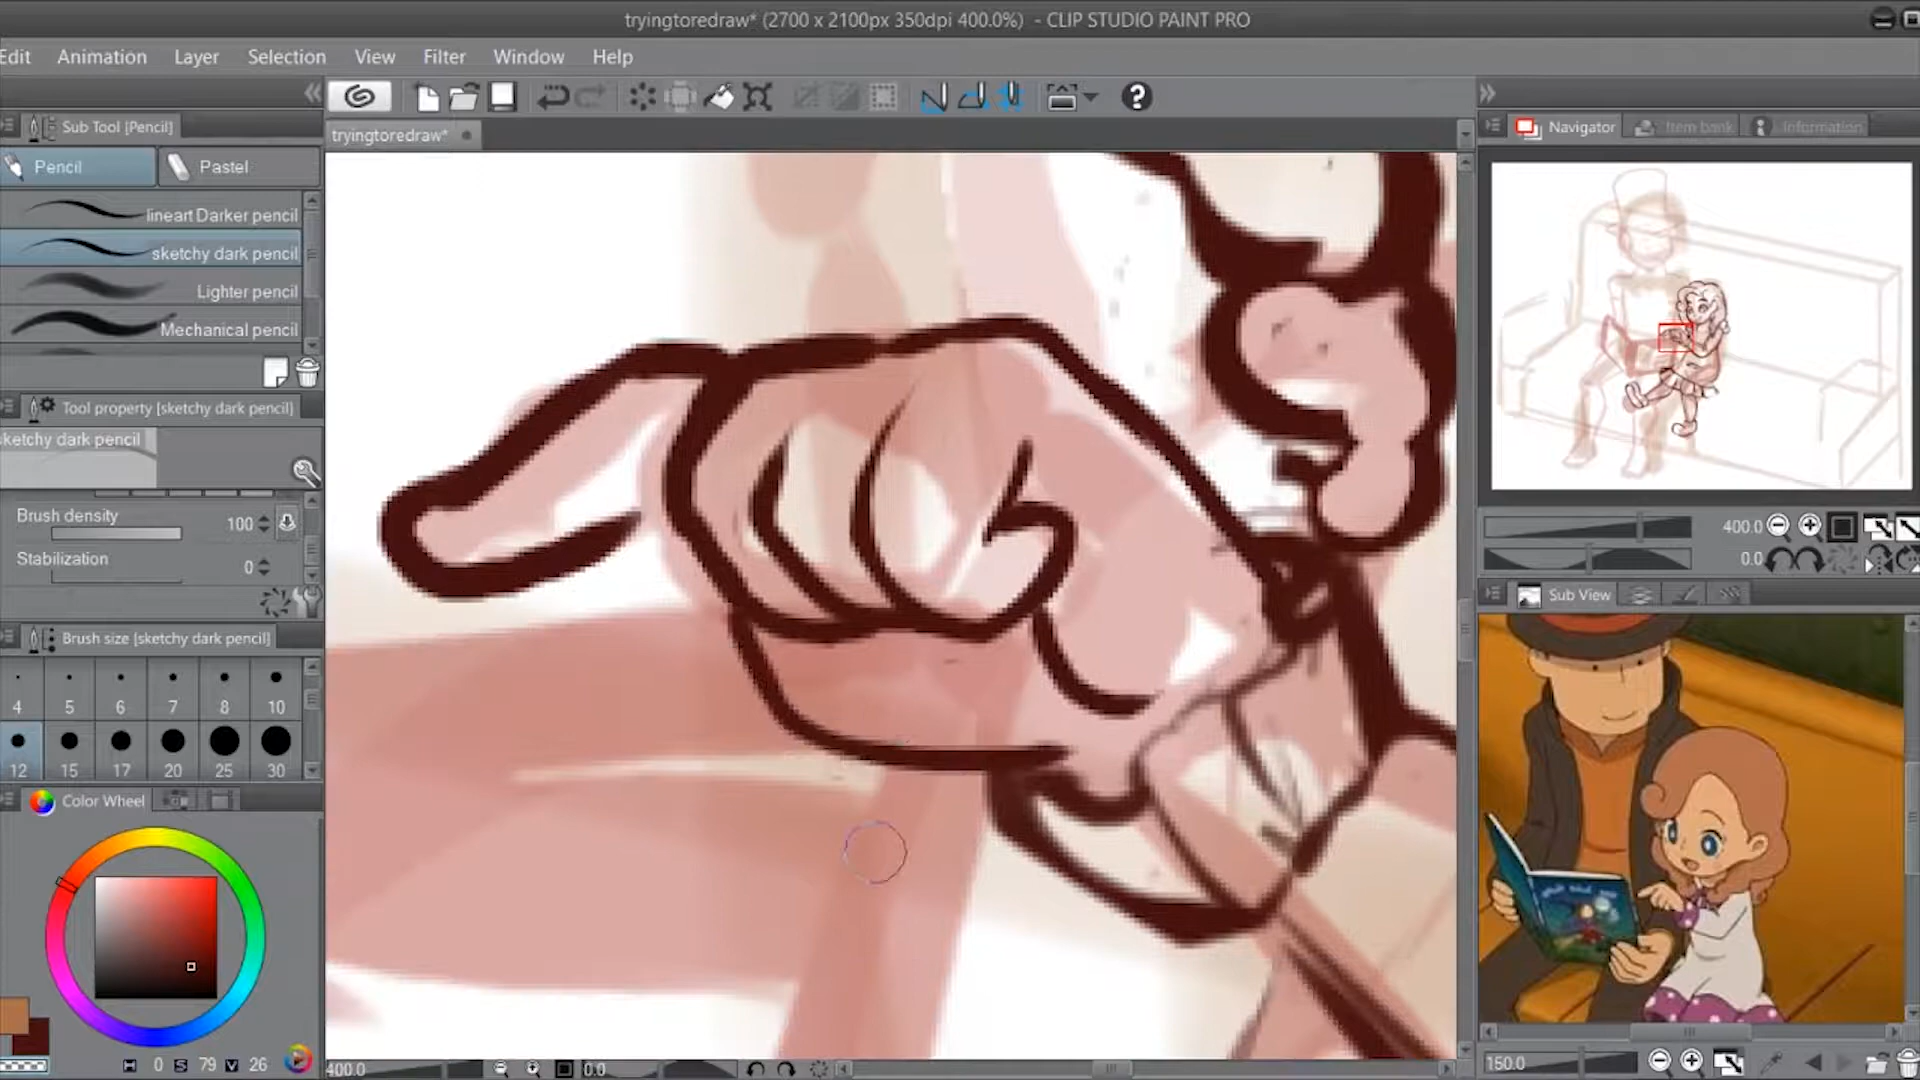 tryingtoredraw* (2700 x 2100px 350dpi 400.0%) - CLIP STUDIO PAINT PRO
Edit Animation Layer Selection View Filter Window Help
Sub Tool [Pencil]
tryingtoredraw*
Navigator Item bank Information
Pencil Pastel
lineart Darker pencil
sketchy dark pencil
Lighter pencil
Mechanical pencil
Tool property [sketchy dark pencil]
sketchy dark pencil
Brush density 100
Stabilization 0
400.0
0.0
Sub View
Brush size [sketchy dark pencil]
4 5 6 7 8 10
12 15 17 20 25 30
Color Wheel
H 0 S 79 V 26
400.0 0.0
150.0